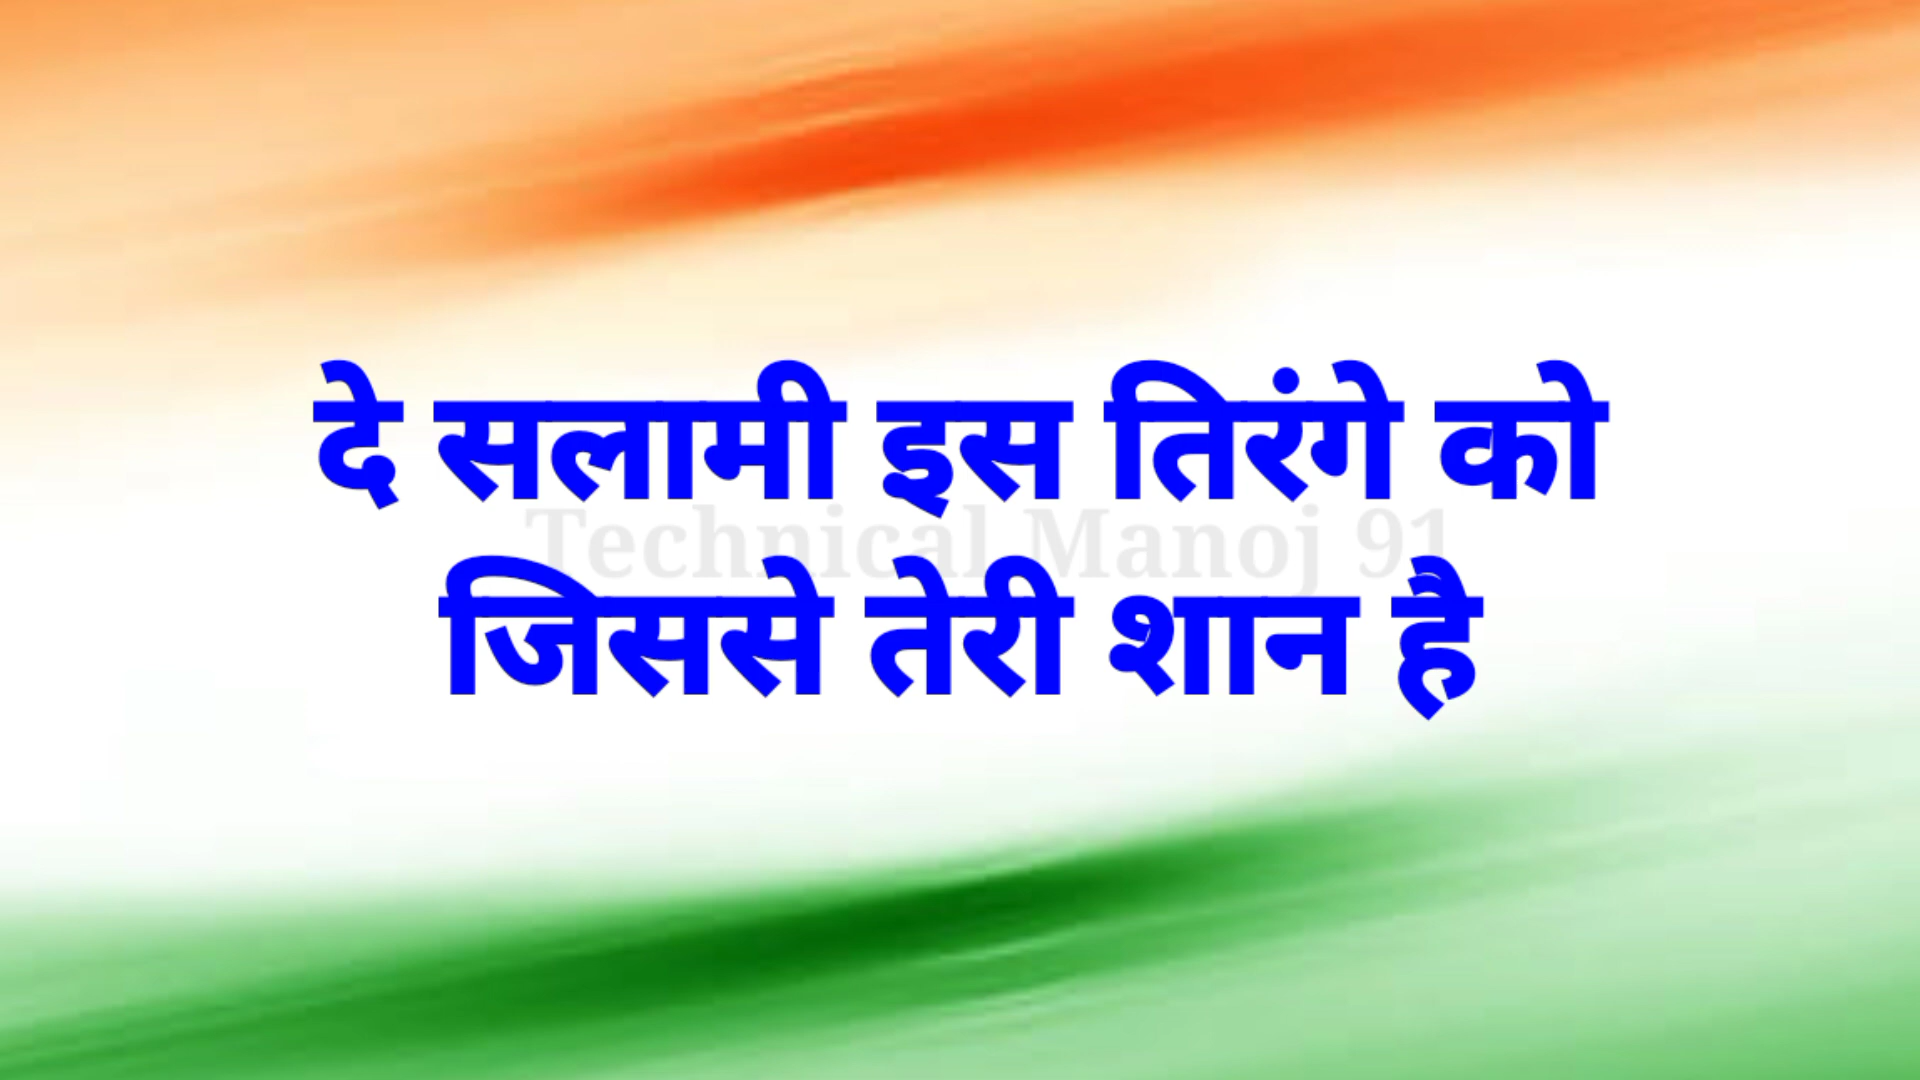 दे सलामी इस तिरंगे को
Technical Manoj 91
जिससे तेरी शान है